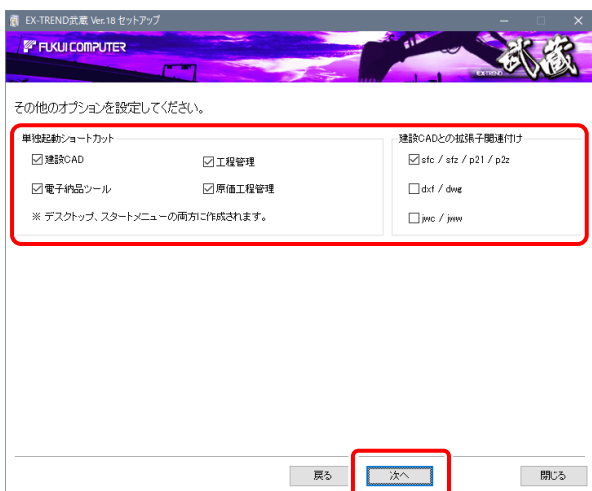 EX-TREND武蔵 Ver.18 セットアップ
FUKUI COMPUTER
EXTREND 武蔵
その他のオプションを設定してください。
単独起動ショートカット
建設CAD
工程管理
電子納品ツール
原価工程管理
※ デスクトップ、スタートメニューの両方に作成されます。
建設CADとの拡張子関連付け
sfc / sfz / p21 / p2z
dxf / dwg
jwc / jww
戻る
次へ
閉じる